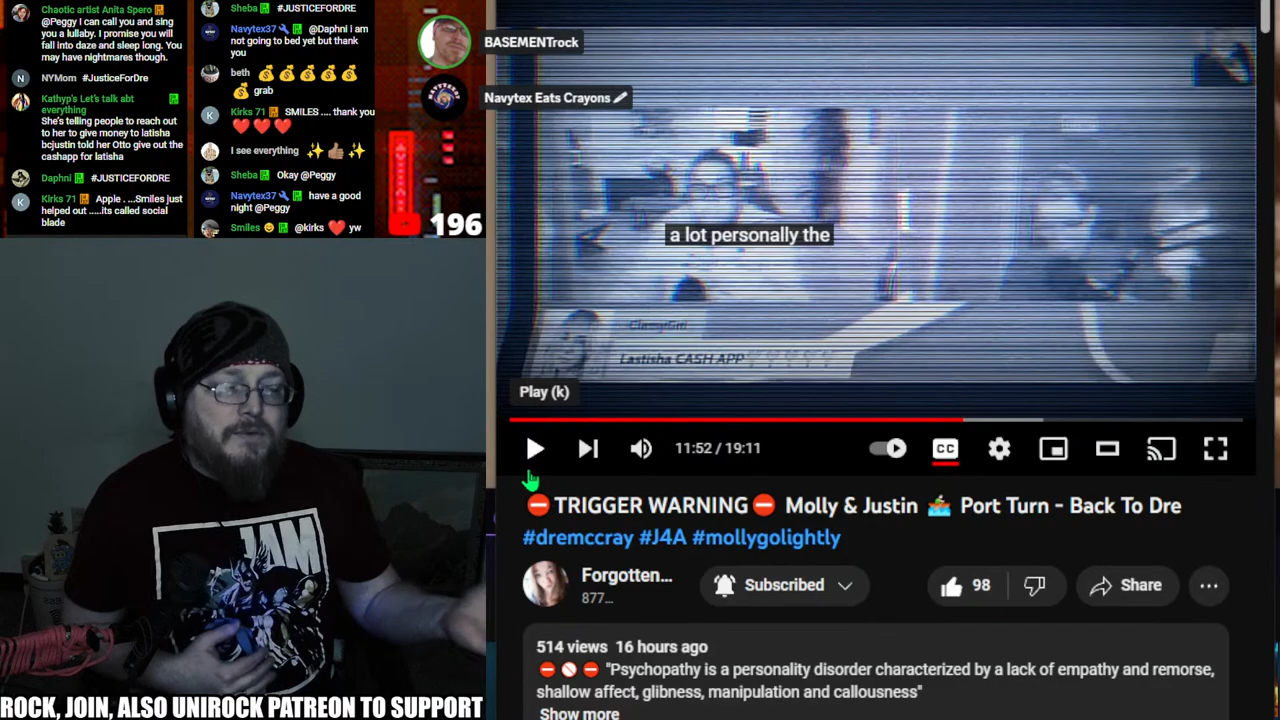 Chaotic artist Anita Spero
@Peggy I can call you and sing
you a lullaby. I promise you will
fall into daze and sleep long. You
may have nightmares though.
NYMom #JusticeForDre
Kathyp's Let's talk abt
everything
She's telling people to reach out
to her to give money to latisha
bojustin told her Otto give out the
cashapp for latisha
Daphni #JUSTICEFORDRE
Kirks 71 Apple . ...Smiles just
helped out .....its called social
blade
Sheba #JUSTICEFORDRE
Navytex37 @Daphni i am
not going to bed yet but thank
you
beth 💰💰💰💰💰
💰 grab
Kirks 71 SMILES .... thank you
❤️❤️❤️
I see everything ✨👍🏽✨
Sheba Okay @Peggy
Navytex37 have a good
night @Peggy
Smiles 😊 @kirks ❤️ yw
196
BASEMENTrock
Navytex Eats Crayons 🖍
a lot personally the
ClassyGirl
Lastisha CASH APP
Play (k)
11:52 / 19:11
CC
⛔TRIGGER WARNING⛔ Molly & Justin 🚣 Port Turn - Back To Dre
#dremccray #J4A #mollygolightly
Forgotten...
877...
Subscribed
98
Share
514 views 16 hours ago
⛔🚫⛔ "Psychopathy is a personality disorder characterized by a lack of empathy and remorse,
shallow affect, glibness, manipulation and callousness"
Show more
JAM
ROCK, JOIN, ALSO UNIROCK PATREON TO SUPPORT